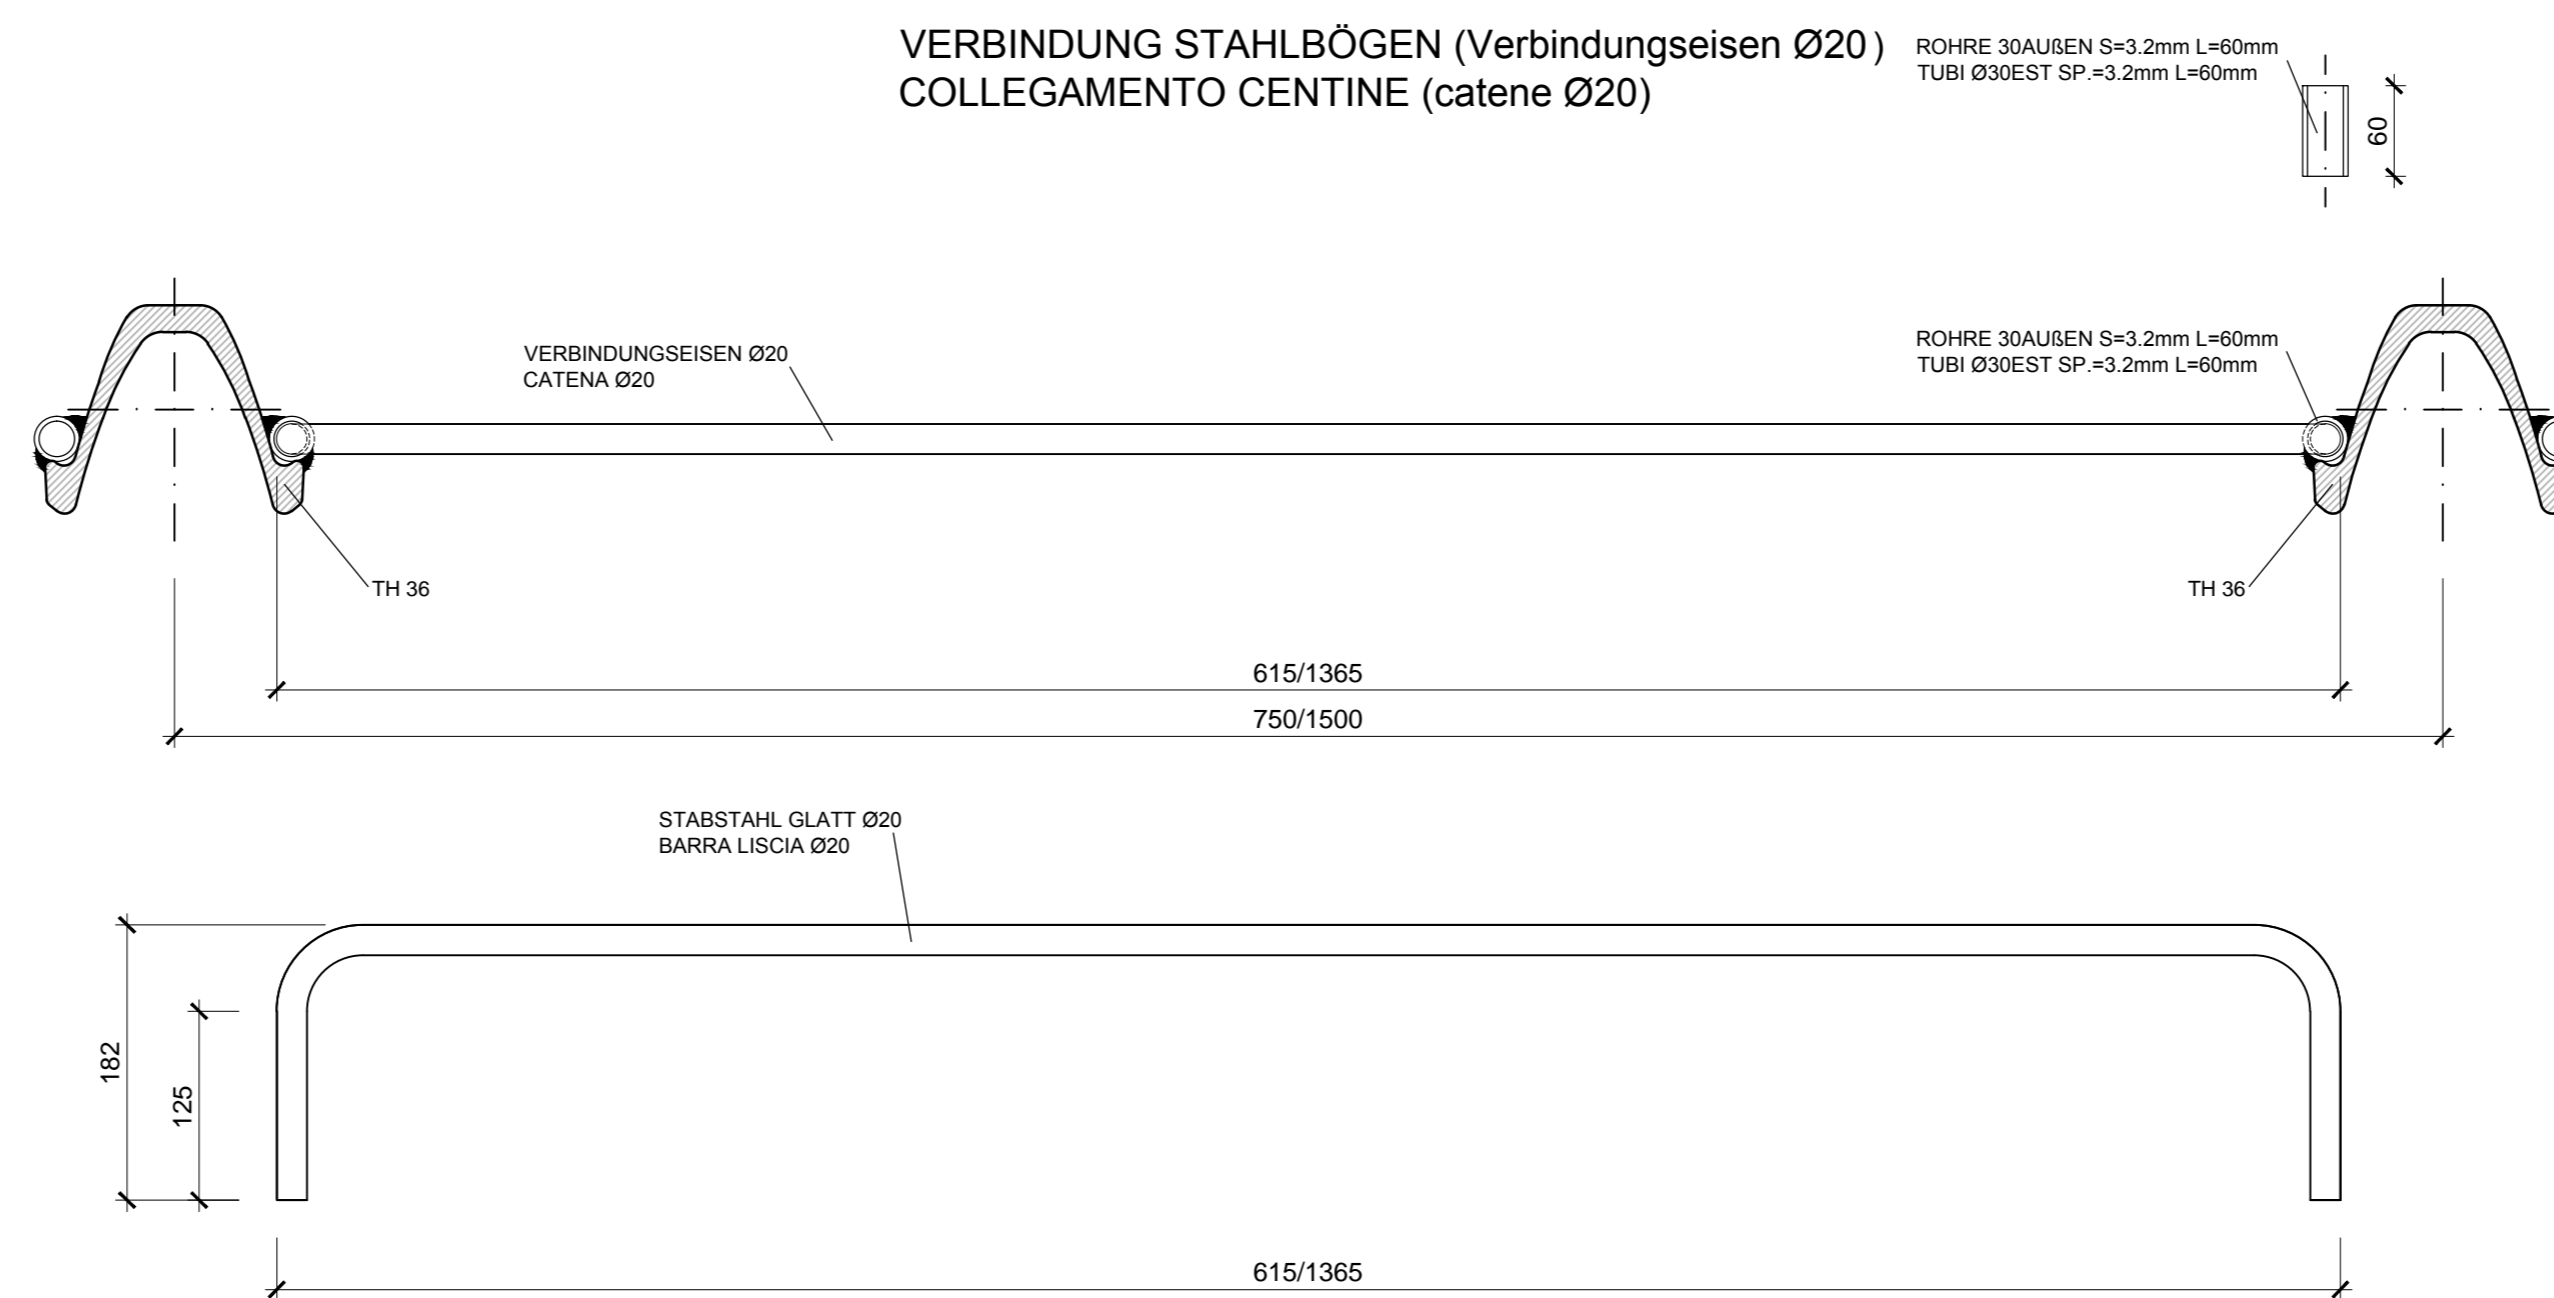 VERBINDUNG STAHLBÖGEN (Verbindungseisen Ø20)
COLLEGAMENTO CENTINE (catene Ø20)
ROHRE 30AUßEN S=3.2mm L=60mm
TUBI Ø30EST SP.=3.2mm L=60mm
60
VERBINDUNGSEISEN Ø20
CATENA Ø20
ROHRE 30AUßEN S=3.2mm L=60mm
TUBI Ø30EST SP.=3.2mm L=60mm
TH 36
TH 36
615/1365
750/1500
STABSTAHL GLATT Ø20
BARRA LISCIA Ø20
182
125
615/1365